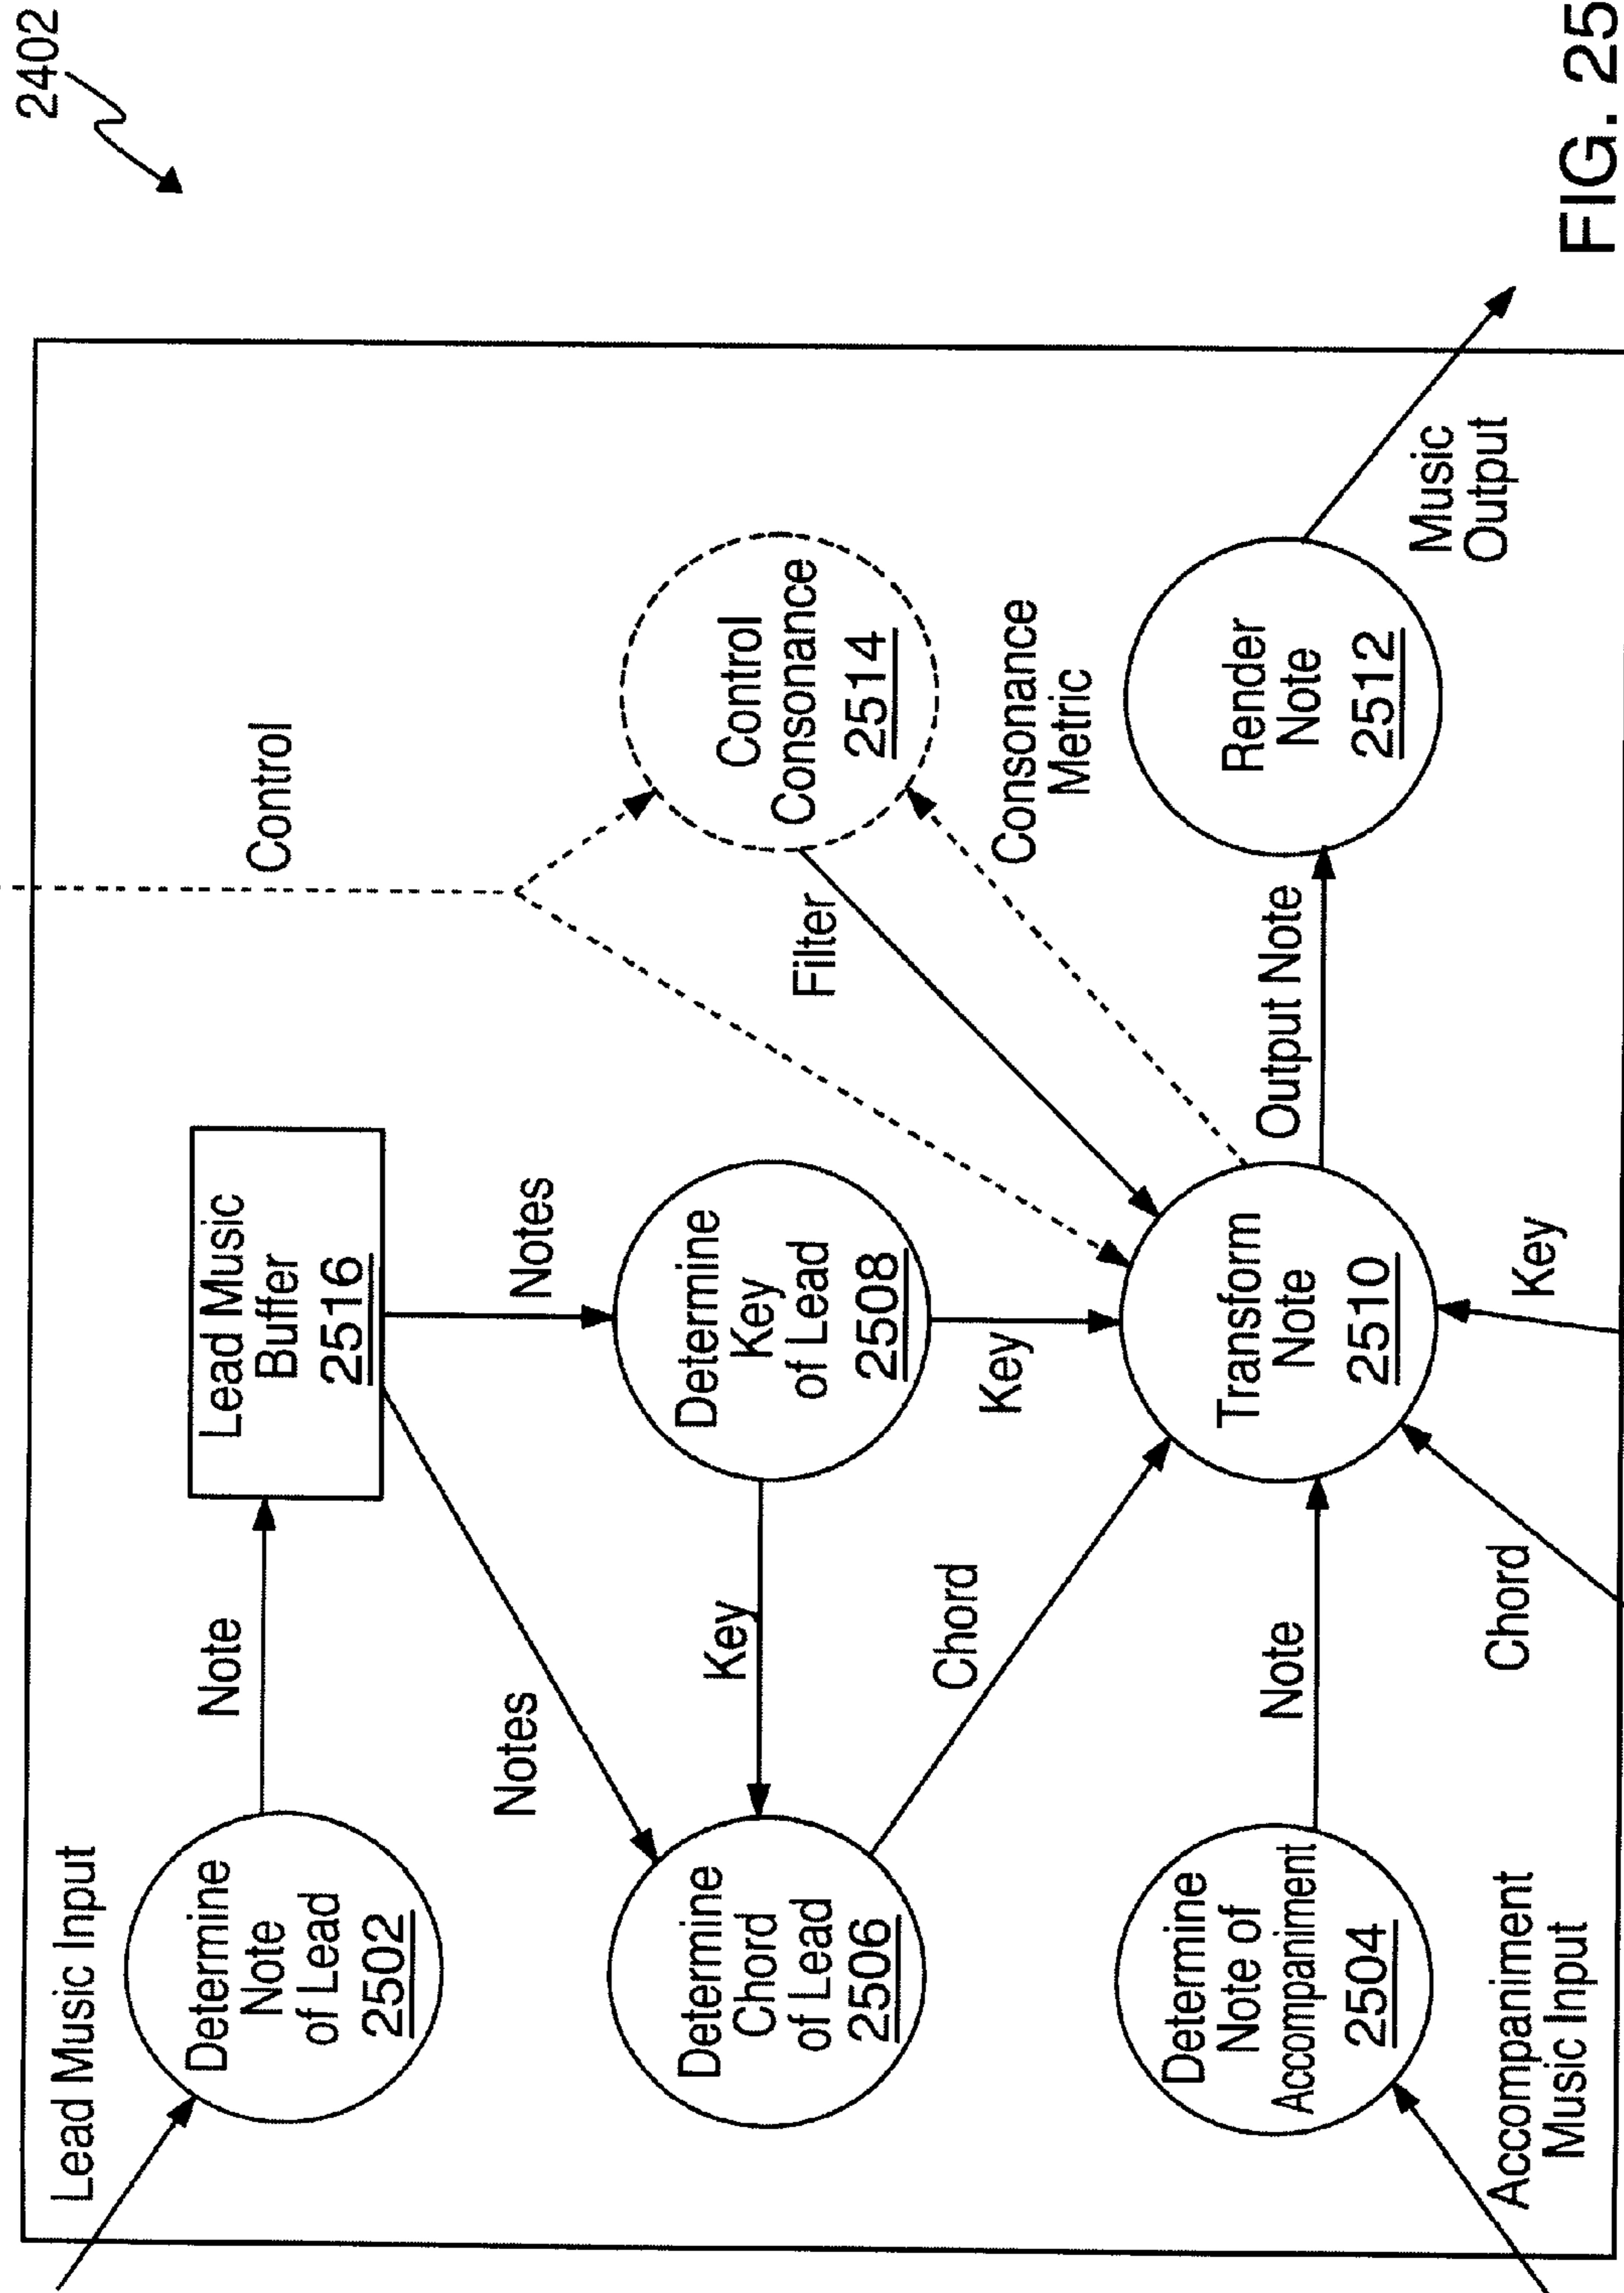 2402
Lead Music Input
Determine
Note
of Lead
2502
Note
Lead Music
Buffer
2516
Control
Notes
Notes
Determine
Chord
of Lead
2506
Key
Determine
Key
of Lead
2508
Filter
Control
Consonance
2514
Chord
Key
Consonance
Metric
Determine
Note of
Accompaniment
2504
Note
Transform
Note
2510
Output Note
Render
Note
2512
Music
Output
Accompaniment
Music Input
Chord
Key
FIG. 25